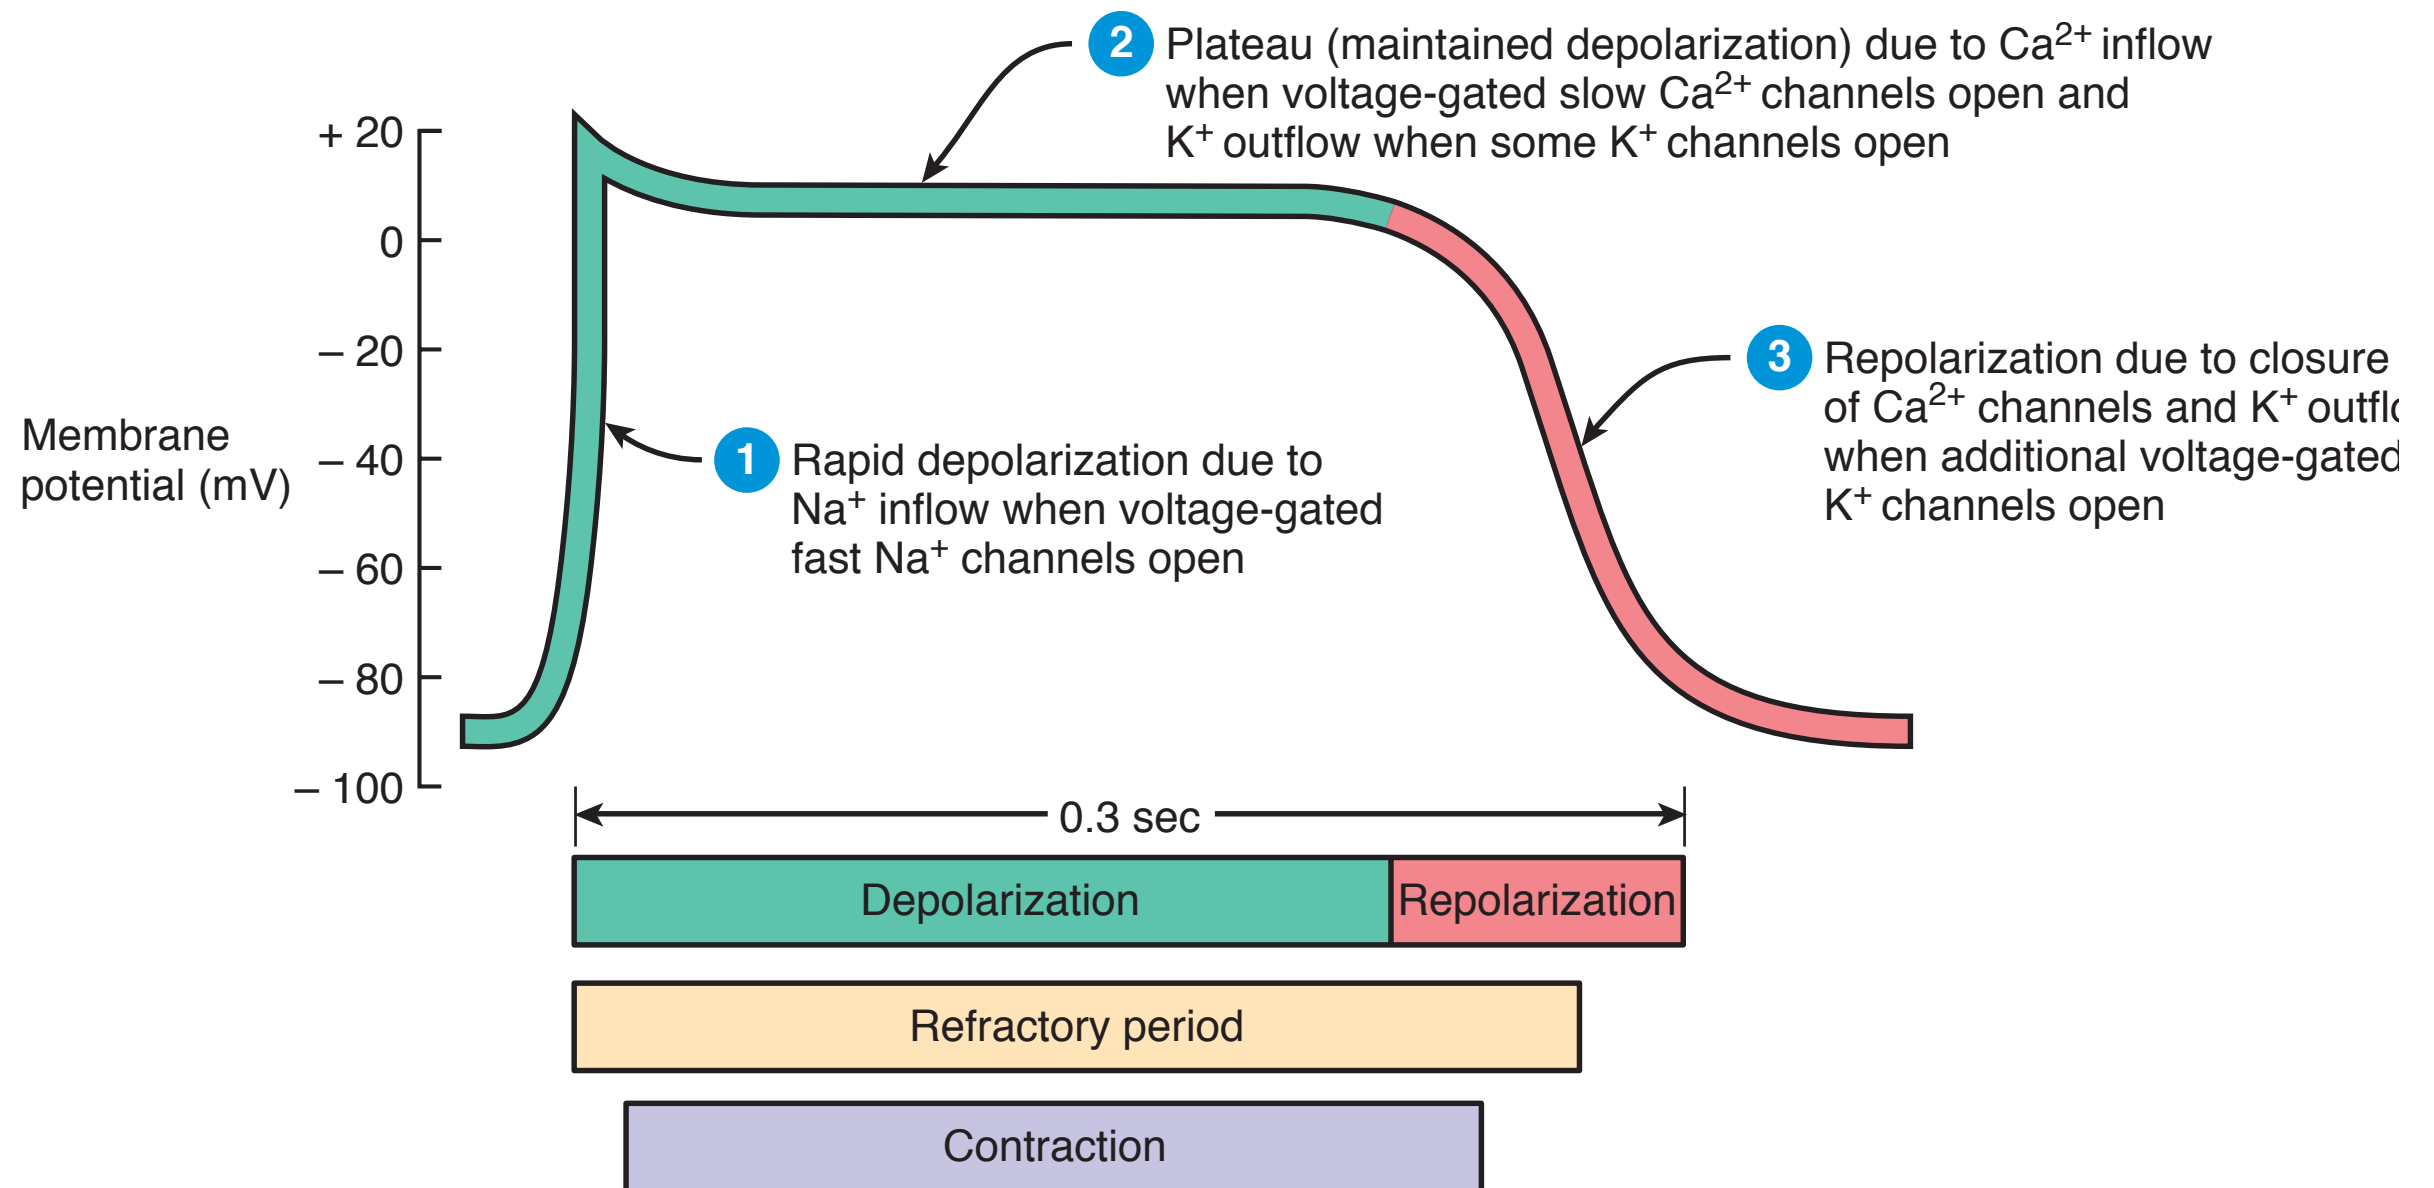 2 Plateau (maintained depolarization) due to Ca²⁺ inflow
when voltage-gated slow Ca²⁺ channels open and
K⁺ outflow when some K⁺ channels open
+ 20
0
– 20
– 40
– 60
– 80
– 100
Membrane
potential (mV)
1 Rapid depolarization due to
Na⁺ inflow when voltage-gated
fast Na⁺ channels open
3 Repolarization due to closure
of Ca²⁺ channels and K⁺
when additional voltage-gated
K⁺ channels open
0.3 sec
Depolarization
Repolarization
Refractory period
Contraction